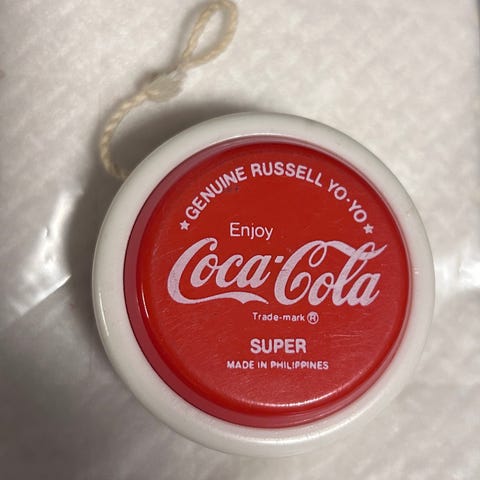 ★ GENUINE RUSSELL YO-YO ★
Enjoy
Coca-Cola
Trade-mark ®
SUPER
MADE IN PHILIPPINES